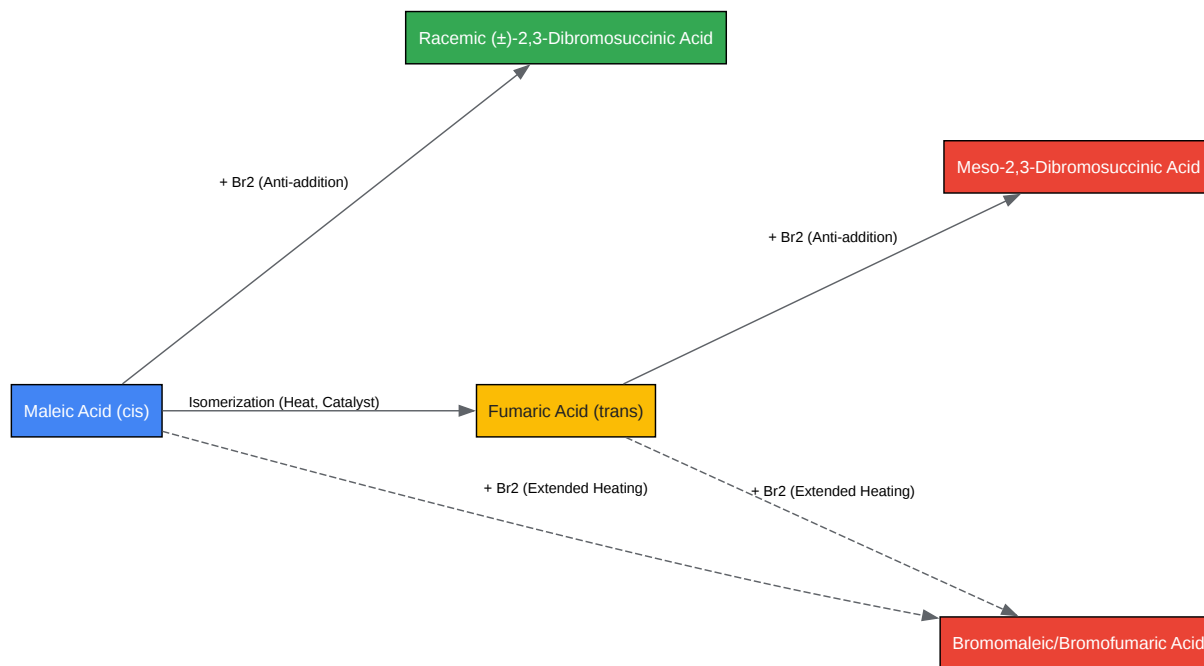 Racemic (±)-2,3-Dibromosuccinic Acid
Meso-2,3-Dibromosuccinic Acid
+ Br2 (Anti-addition)
+ Br2 (Anti-addition)
Maleic Acid (cis)
Isomerization (Heat, Catalyst)
Fumaric Acid (trans)
+ Br2 (Extended Heating)
+ Br2 (Extended Heating)
Bromomaleic/Bromofumaric Acid